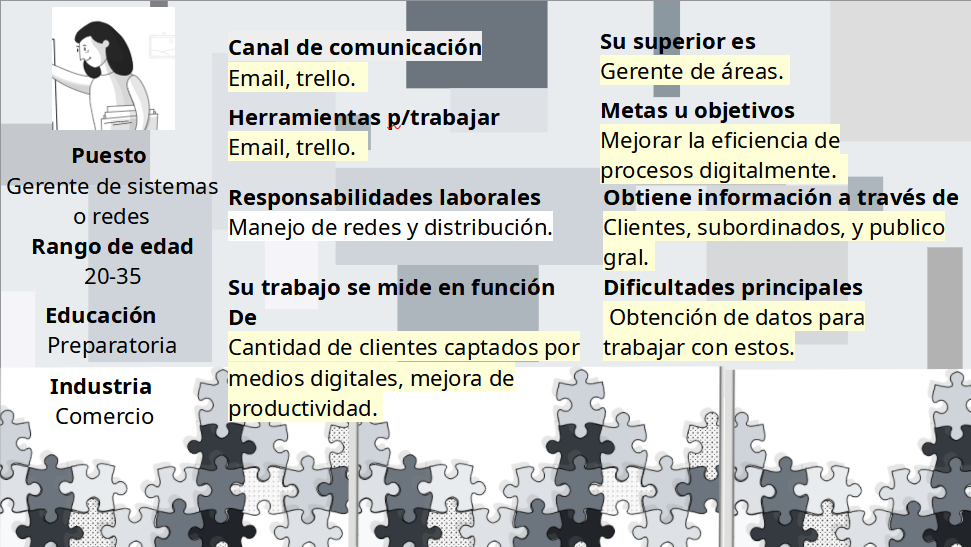 Puesto
Gerente de sistemas
o redes
Rango de edad
20-35
Educación
Preparatoria
Industria
Comercio
Canal de comunicación
Email, trello.
Herramientas p/trabajar
Email, trello.
Responsabilidades laborales
Manejo de redes y distribución.
Su trabajo se mide en función
De
Cantidad de clientes captados por
medios digitales, mejora de
productividad.
Su superior es
Gerente de áreas.
Metas u objetivos
Mejorar la eficiencia de
procesos digitalmente.
Obtiene información a través de
Clientes, subordinados, y publico
gral.
Dificultades principales
Obtención de datos para
trabajar con estos.